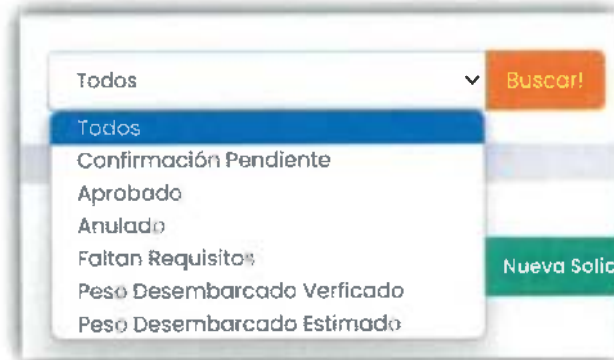 Todos
Buscar!
Todos
Confirmación Pendiente
Aprobado
Anulado
Faltan Requisitos
Nueva Solic
Peso Desembarcado Verficado
Peso Desembarcado Estimado